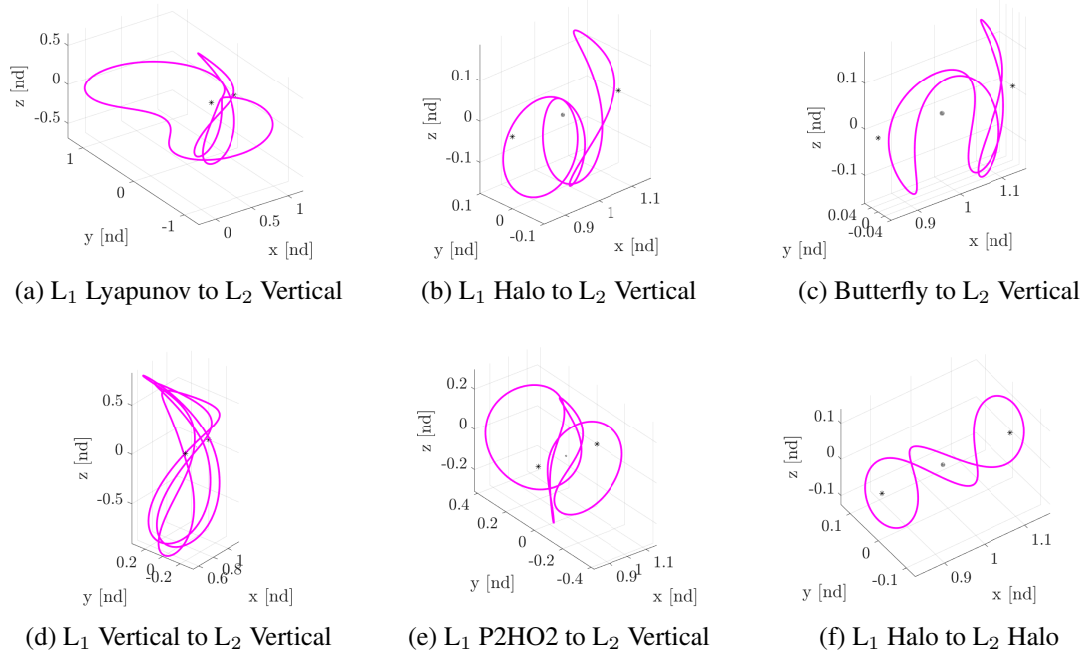 0.5
0
-0.5
z [nd]
1
0
-1
y [nd]
0
0.5
1
x [nd]
(a) L₁ Lyapunov to L₂ Vertical
0.1
0
-0.1
z [nd]
0.1
0
-0.1
y [nd]
0.9
1
1.1
x [nd]
(b) L₁ Halo to L₂ Vertical
0.1
0
-0.1
z [nd]
0.04
0
-0.04
y [nd]
0.9
1
1.1
x [nd]
(c) Butterfly to L₂ Vertical
0.5
0
-0.5
z [nd]
0.2
0
-0.2
y [nd]
0.6
0.8
1
x [nd]
(d) L₁ Vertical to L₂ Vertical
0.2
0
-0.2
z [nd]
0.4
0.2
0
-0.2
-0.4
y [nd]
0.9
1
1.1
x [nd]
(e) L₁ P2HO2 to L₂ Vertical
0.1
0
-0.1
z [nd]
0.1
0
-0.1
y [nd]
0.9
1
1.1
x [nd]
(f) L₁ Halo to L₂ Halo